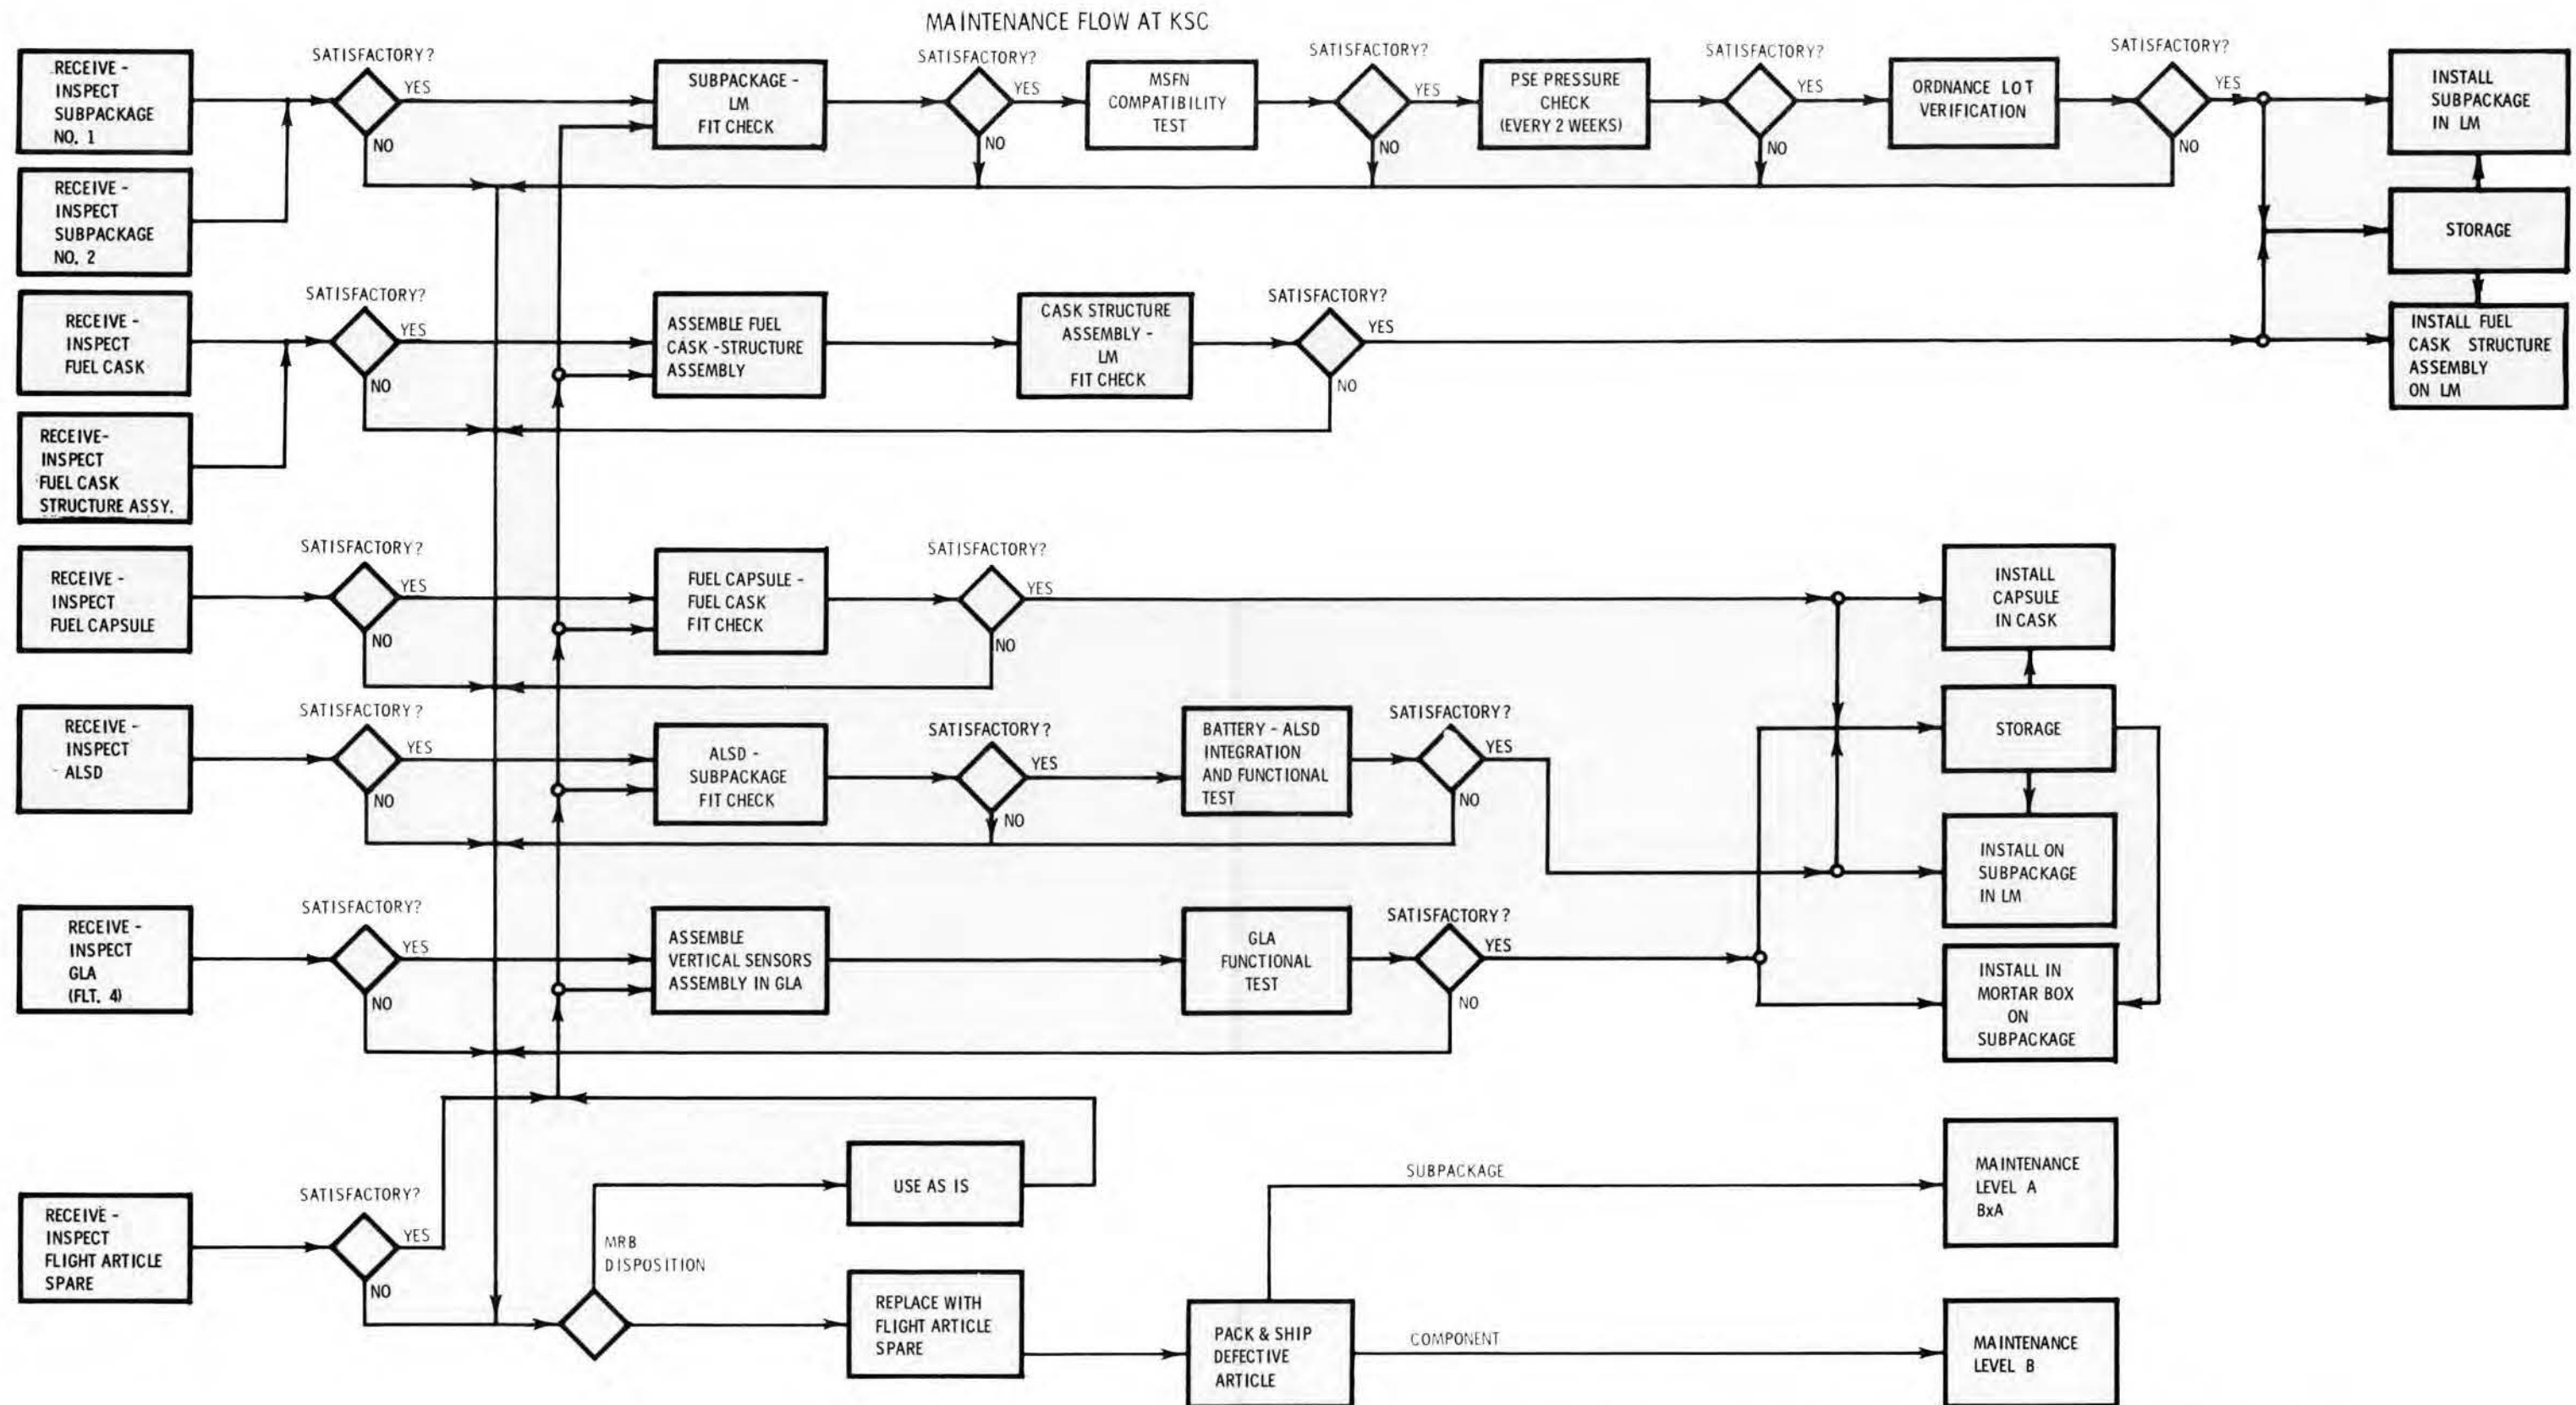 MAINTENANCE FLOW AT KSC
RECEIVE -
INSPECT
SUBPACKAGE
NO. 1
SATISFACTORY?
YES
NO
SUBPACKAGE -
LM
FIT CHECK
SATISFACTORY?
YES
NO
MSFN
COMPATIBILITY
TEST
SATISFACTORY?
YES
NO
PSE PRESSURE
CHECK
(EVERY 2 WEEKS)
SATISFACTORY?
YES
NO
ORDNANCE LOT
VERIFICATION
SATISFACTORY?
YES
NO
INSTALL
SUBPACKAGE
IN LM
RECEIVE -
INSPECT
SUBPACKAGE
NO. 2
STORAGE
RECEIVE -
INSPECT
FUEL CASK
SATISFACTORY?
YES
NO
ASSEMBLE FUEL
CASK -STRUCTURE
ASSEMBLY
CASK STRUCTURE
ASSEMBLY -
LM
FIT CHECK
SATISFACTORY?
YES
NO
INSTALL FUEL
CASK STRUCTURE
ASSEMBLY
ON LM
RECEIVE-
INSPECT
FUEL CASK
STRUCTURE ASSY.
RECEIVE -
INSPECT
FUEL CAPSULE
SATISFACTORY?
YES
NO
FUEL CAPSULE -
FUEL CASK
FIT CHECK
SATISFACTORY?
YES
NO
INSTALL
CAPSULE
IN CASK
RECEIVE -
INSPECT
ALSD
SATISFACTORY?
YES
NO
ALSD -
SUBPACKAGE
FIT CHECK
SATISFACTORY?
YES
NO
BATTERY - ALSD
INTEGRATION
AND FUNCTIONAL
TEST
SATISFACTORY?
YES
NO
STORAGE
INSTALL ON
SUBPACKAGE
IN LM
RECEIVE -
INSPECT
GLA
(FLT. 4)
SATISFACTORY?
YES
NO
ASSEMBLE
VERTICAL SENSORS
ASSEMBLY IN GLA
GLA
FUNCTIONAL
TEST
SATISFACTORY?
YES
NO
INSTALL IN
MORTAR BOX
ON
SUBPACKAGE
RECEIVE -
INSPECT
FLIGHT ARTICLE
SPARE
SATISFACTORY?
YES
NO
MRB
DISPOSITION
USE AS IS
REPLACE WITH
FLIGHT ARTICLE
SPARE
PACK & SHIP
DEFECTIVE
ARTICLE
SUBPACKAGE
COMPONENT
MAINTENANCE
LEVEL A
BxA
MAINTENANCE
LEVEL B